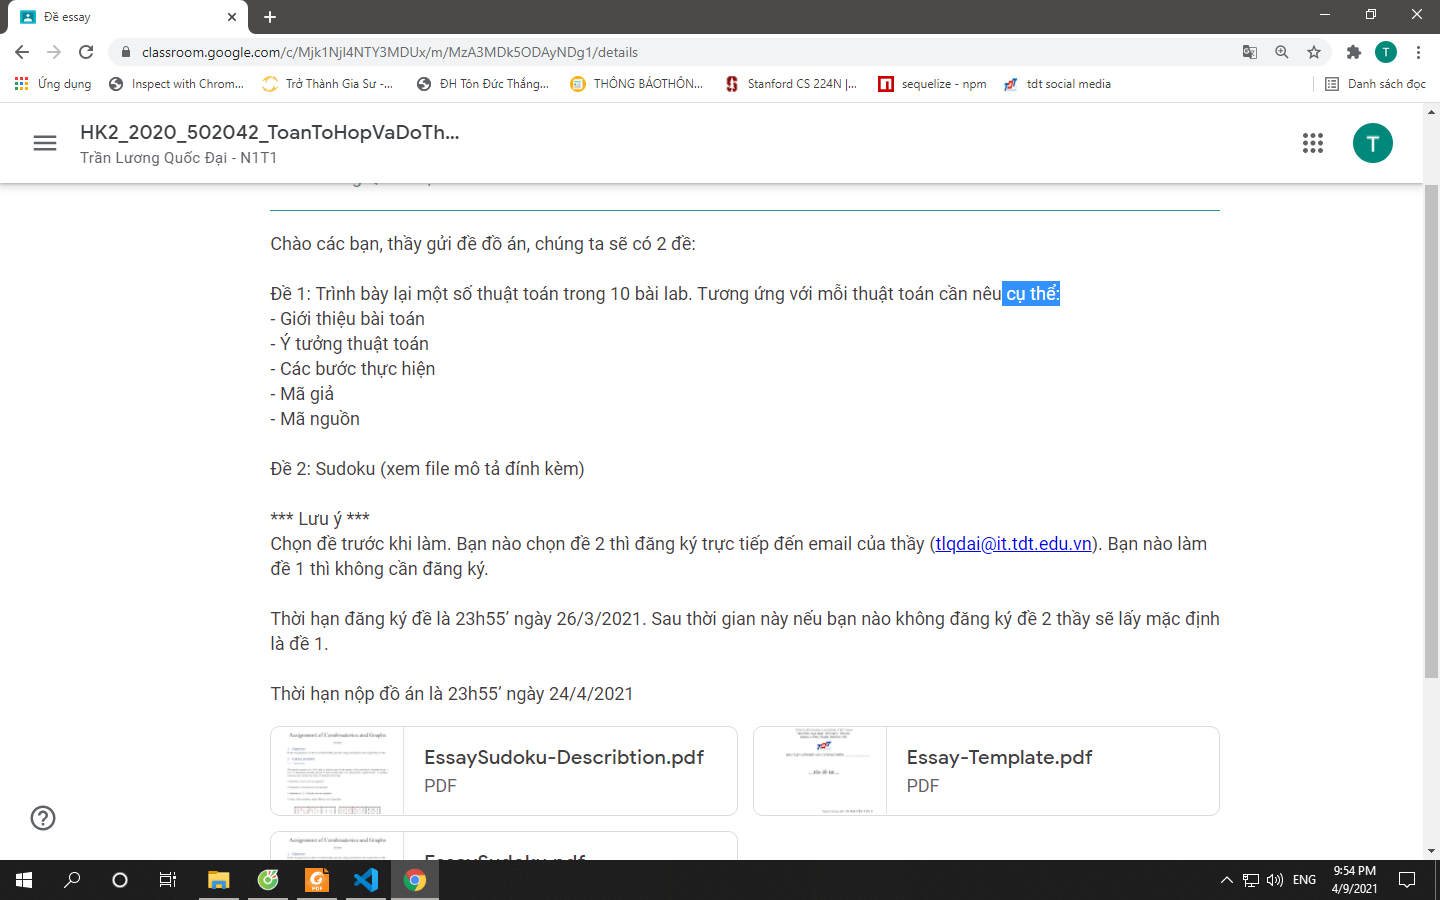 Đề essay
classroom.google.com/c/Mjk1NjI4NTY3MDUx/m/MzA3MDk5ODAyNDg1/details
T
Ứng dụng
Inspect with Chrom...
Trở Thành Gia Sư -...
ĐH Tôn Đức Thắng...
THÔNG BÁOTHÔN...
Stanford CS 224N |...
sequelize - npm
tdt social media
Danh sách đọc
HK2_2020_502042_ToanToHopVaDoTh...
Trần Lương Quốc Đại - N1T1
T
Chào các bạn, thầy gửi đề đồ án, chúng ta sẽ có 2 đề:
Đề 1: Trình bày lại một số thuật toán trong 10 bài lab. Tương ứng với mỗi thuật toán cần nêu cụ thể:
- Giới thiệu bài toán
- Ý tưởng thuật toán
- Các bước thực hiện
- Mã giả
- Mã nguồn
Đề 2: Sudoku (xem file mô tả đính kèm)
*** Lưu ý ***
Chọn đề trước khi làm. Bạn nào chọn đề 2 thì đăng ký trực tiếp đến email của thầy (tlqdai@it.tdt.edu.vn). Bạn nào làm
đề 1 thì không cần đăng ký.
Thời hạn đăng ký đề là 23h55’ ngày 26/3/2021. Sau thời gian này nếu bạn nào không đăng ký đề 2 thầy sẽ lấy mặc định
là đề 1.
Thời hạn nộp đồ án là 23h55’ ngày 24/4/2021
Assignment of Combinatorics and Graphs
EssaySudoku-Describtion.pdf
PDF
Essay-Template.pdf
PDF
Assignment of Combinatorics and Graphs
EssaySudoku.pdf
ENG
9:54 PM
4/9/2021